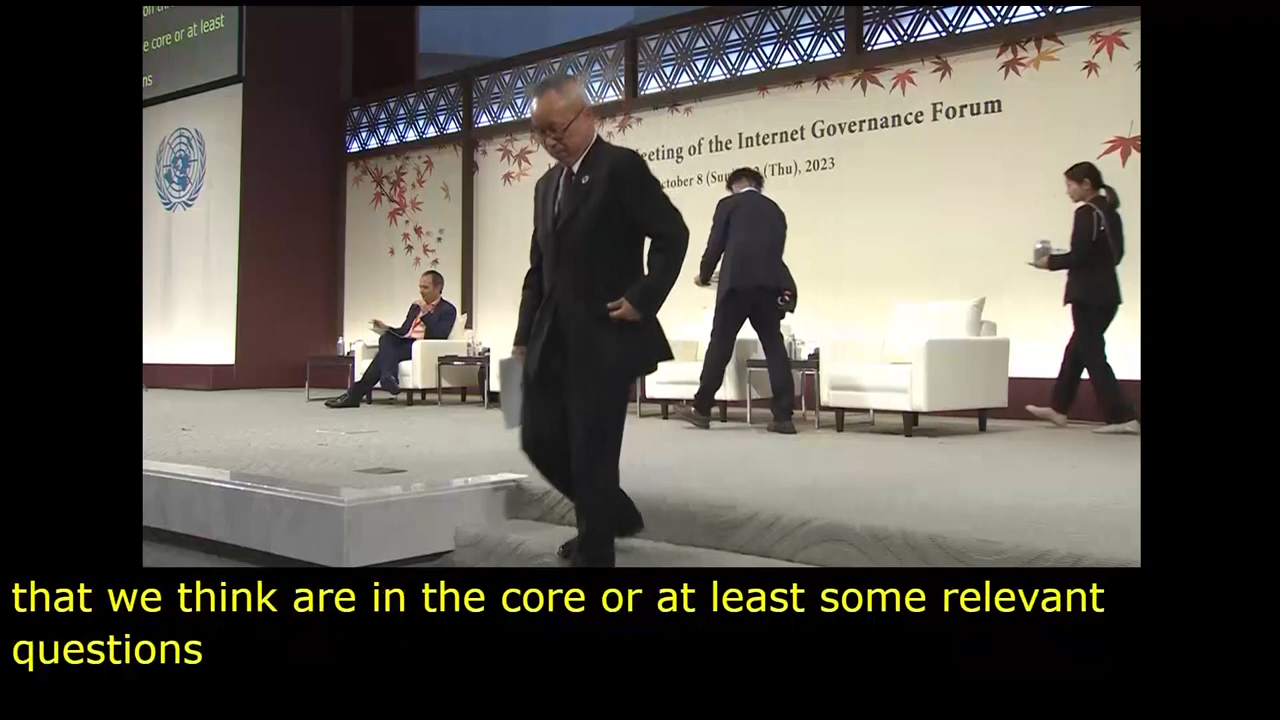 e core or at least
ns
eeting of the Internet Governance Forum
ctober 8 (Sun (Thu), 2023
that we think are in the core or at least some relevant
questions